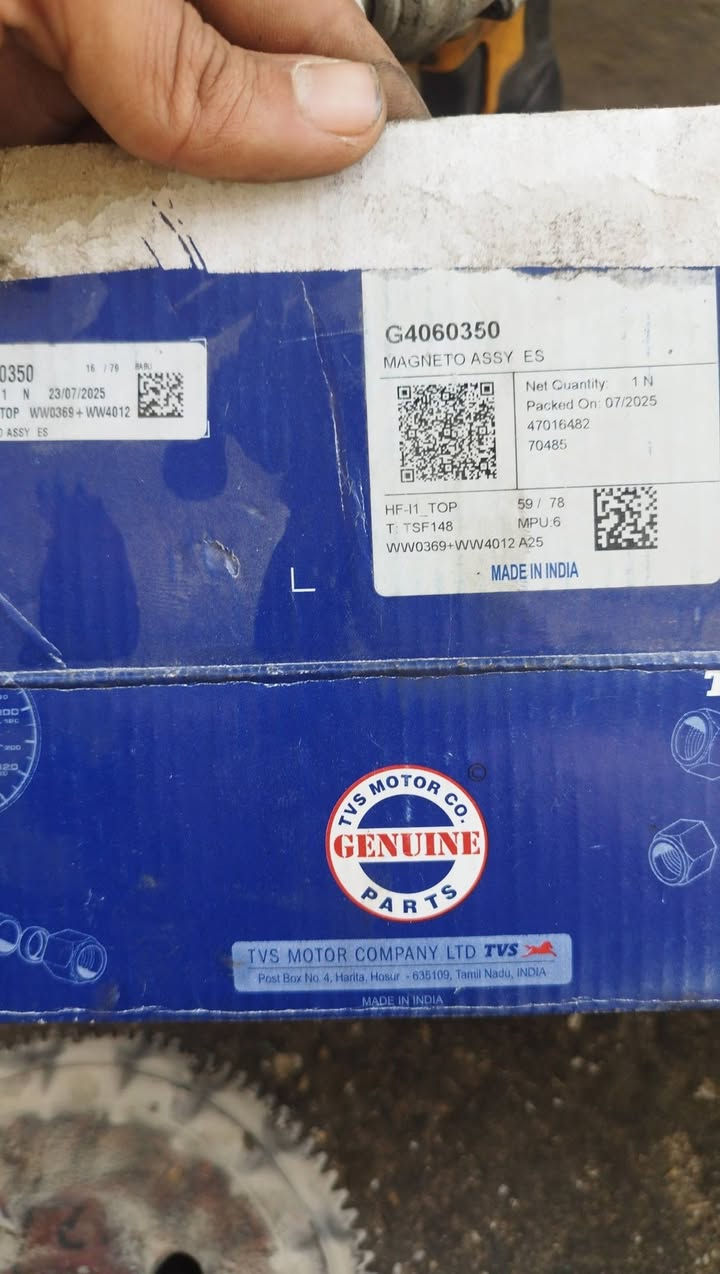 G4060350
MAGNETO ASSY ES
Net Quantity: 1 N
Packed On: 07/2025
47016482
70485
HF-I1_TOP 59 / 78
T: TSF148 MPU:6
WW0369+WW4012 A25
MADE IN INDIA
0350 16 / 79 BABU
1 N 23/07/2025
TOP WW0369+WW4012
ASSY ES
TVS MOTOR CO.
GENUINE
PARTS
©
TVS MOTOR COMPANY LTD TVS
Post Box No. 4, Harita, Hosur - 635109, Tamil Nadu, INDIA
MADE IN INDIA